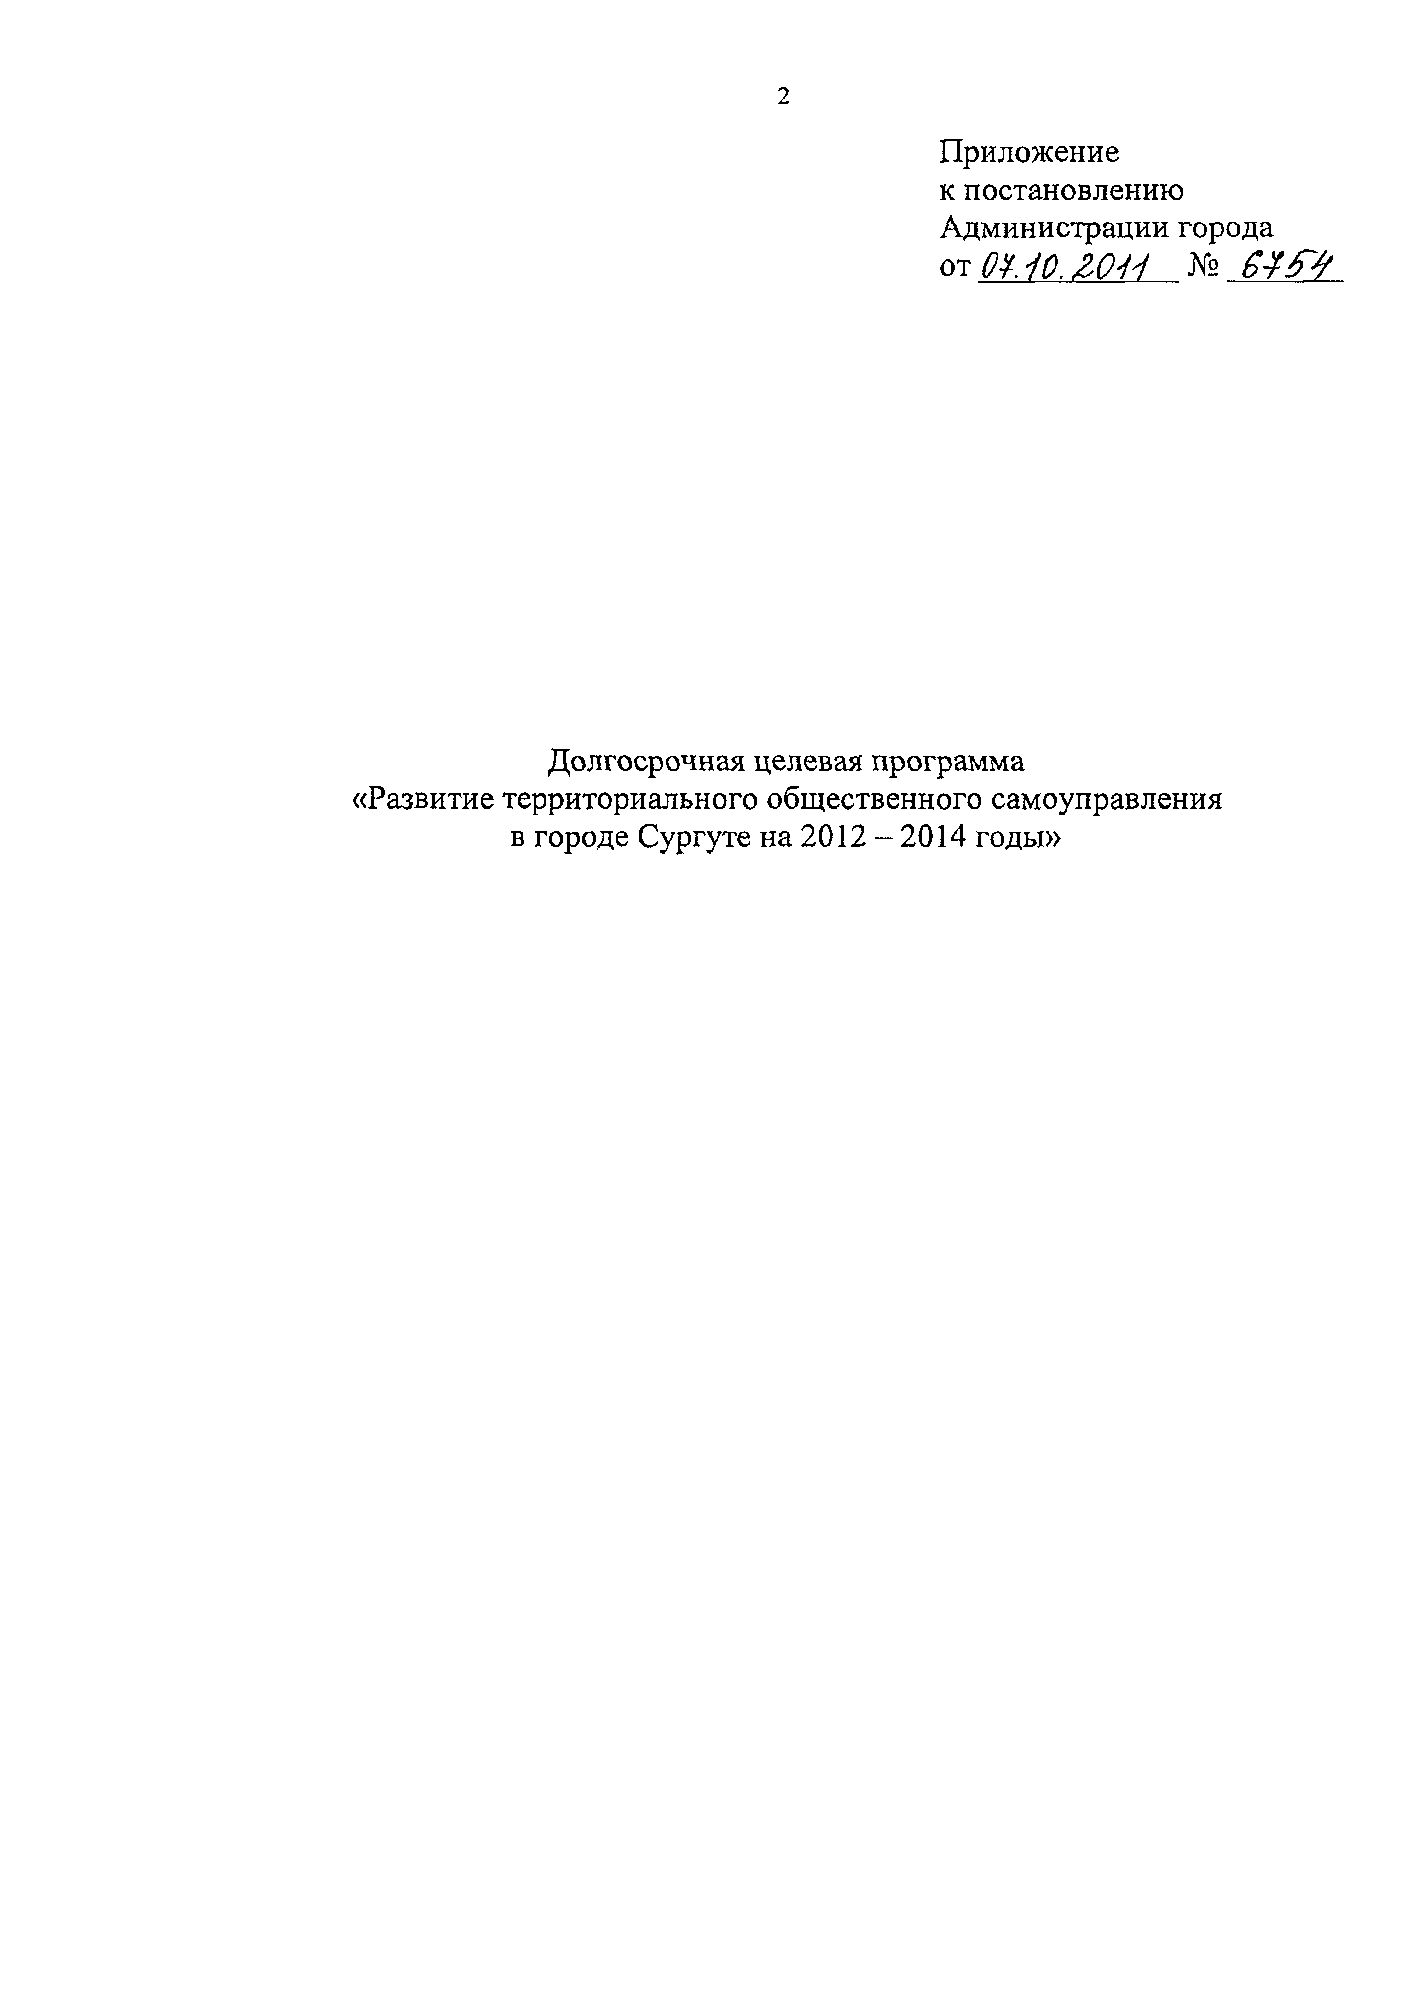 2
Приложение
к постановлению
Администрации города
от 07.10.2011 № 6754
Долгосрочная целевая программа
«Развитие территориального общественного самоуправления
в городе Сургуте на 2012 – 2014 годы»